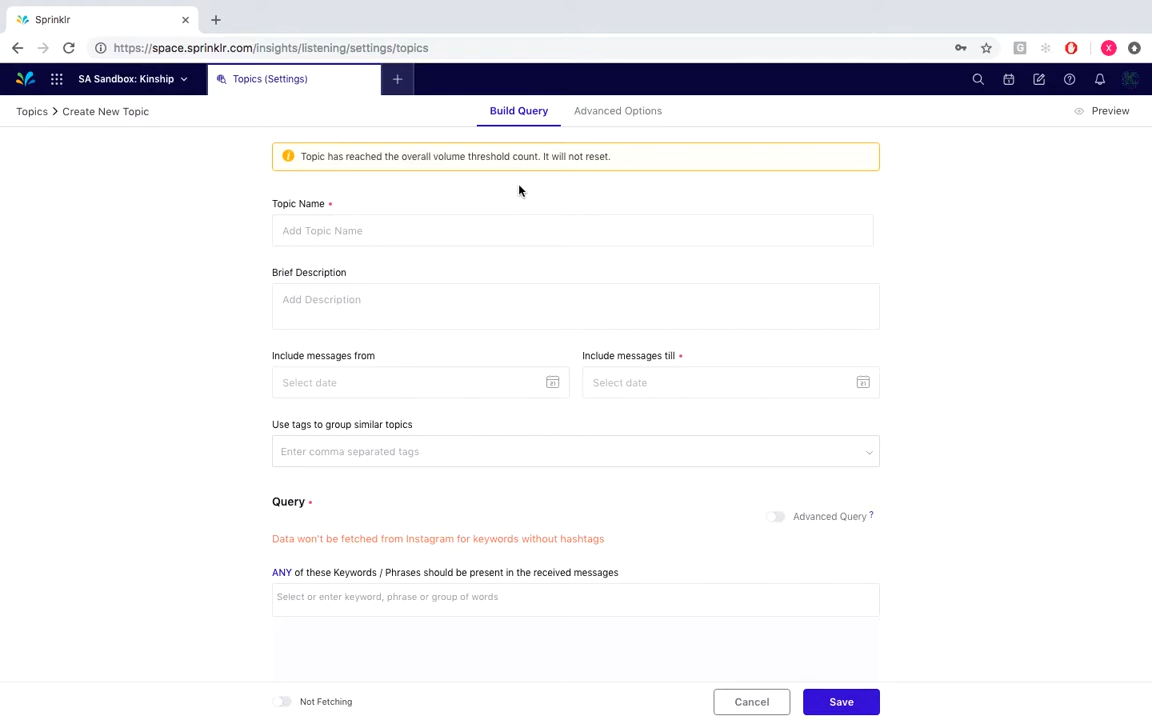 Sprinklr
https://space.sprinklr.com/insights/listening/settings/topics
G
X
SA Sandbox: Kinship
Topics (Settings)
Topics > Create New Topic
Build Query
Advanced Options
Preview
Topic has reached the overall volume threshold count. It will not reset.
Topic Name •
Add Topic Name
Brief Description
Add Description
Include messages from
Include messages till •
Select date
21
Select date
21
Use tags to group similar topics
Enter comma separated tags
Query •
Advanced Query ?
Data won't be fetched from Instagram for keywords without hashtags
ANY of these Keywords / Phrases should be present in the received messages
Select or enter keyword, phrase or group of words
Not Fetching
Cancel
Save